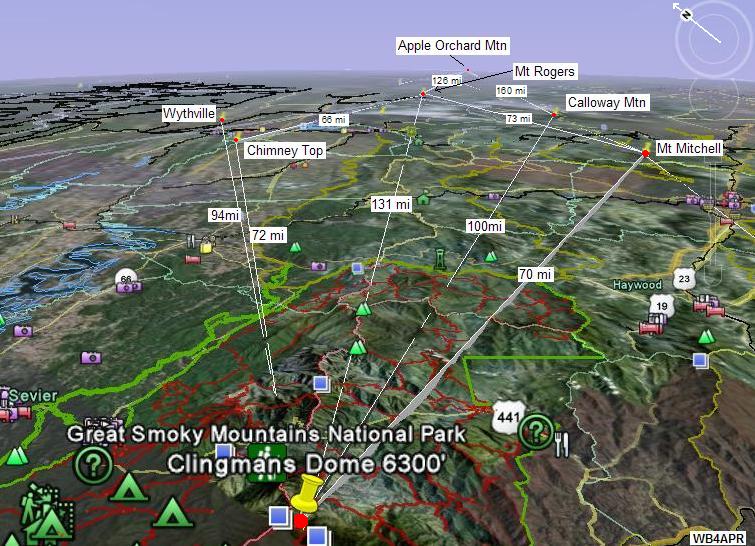 N
Apple Orchard Mtn
Mt Rogers
126 mi
160 mi
Calloway Mtn
Wythville
66 mi
73 mi
Chimney Top
Mt Mitchell
131 mi
94mi
72 mi
100mi
70 mi
66
Haywood
23
19
Sevier
441
Great Smoky Mountains National Park
Clingmans Dome 6300'
WB4APR